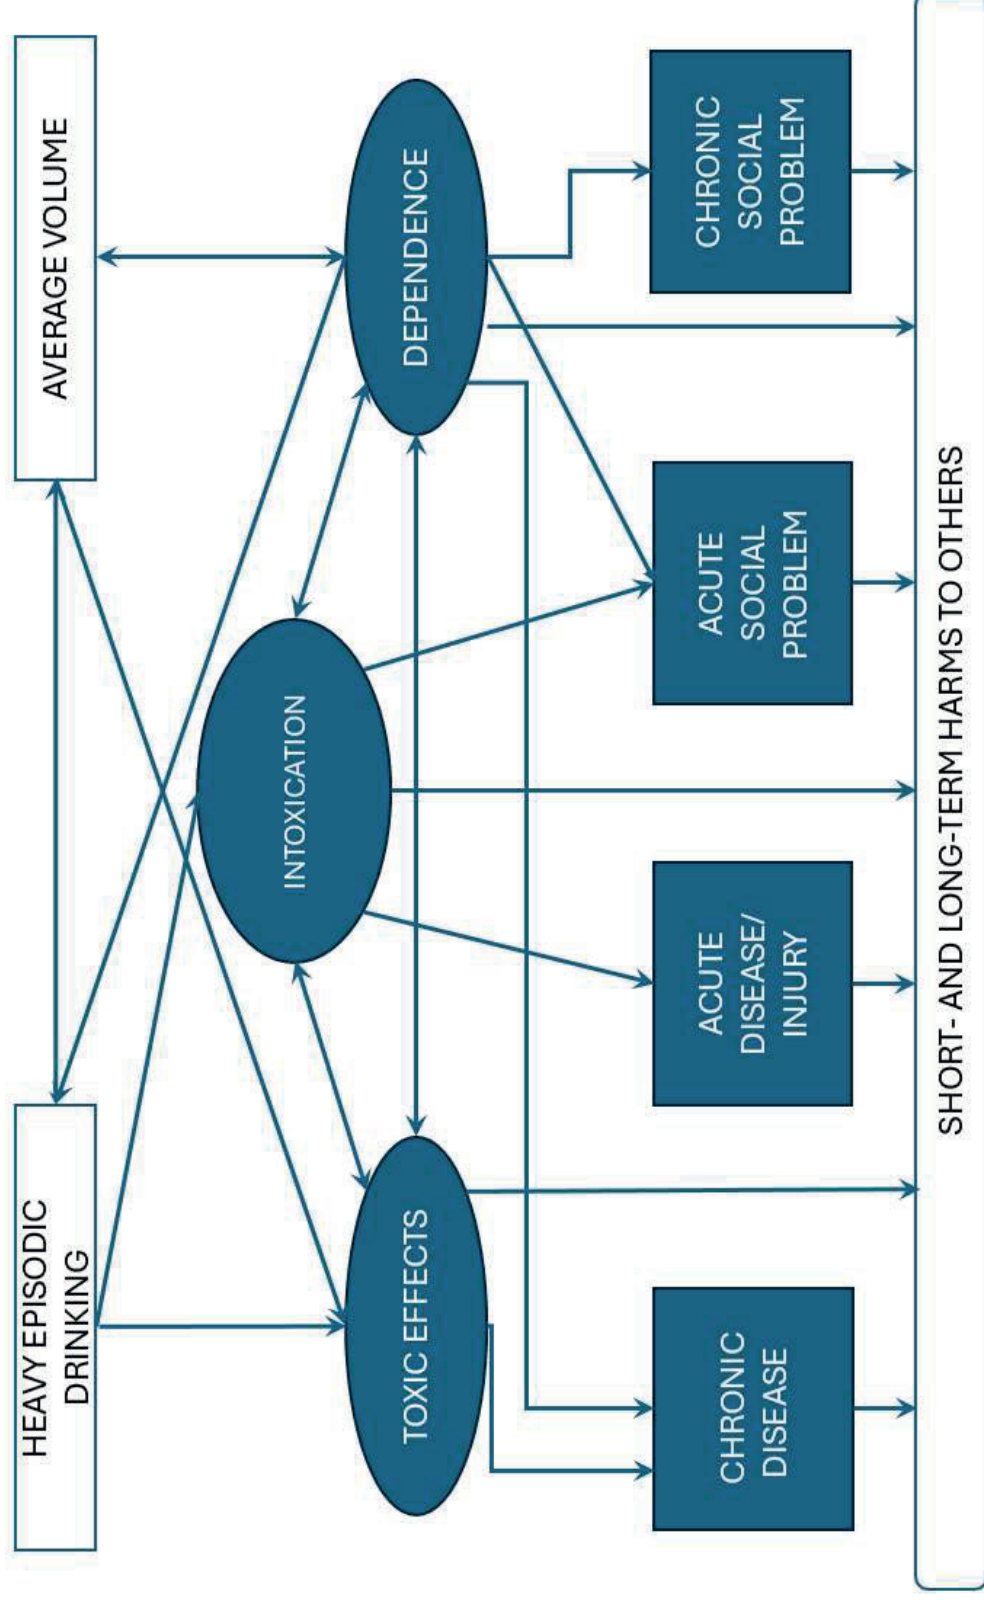 HEAVY EPISODIC
DRINKING
AVERAGE VOLUME
INTOXICATION
TOXIC EFFECTS
DEPENDENCE
CHRONIC
DISEASE
ACUTE
DISEASE/
INJURY
ACUTE
SOCIAL
PROBLEM
CHRONIC
SOCIAL
PROBLEM
SHORT- AND LONG-TERM HARMS TO OTHERS